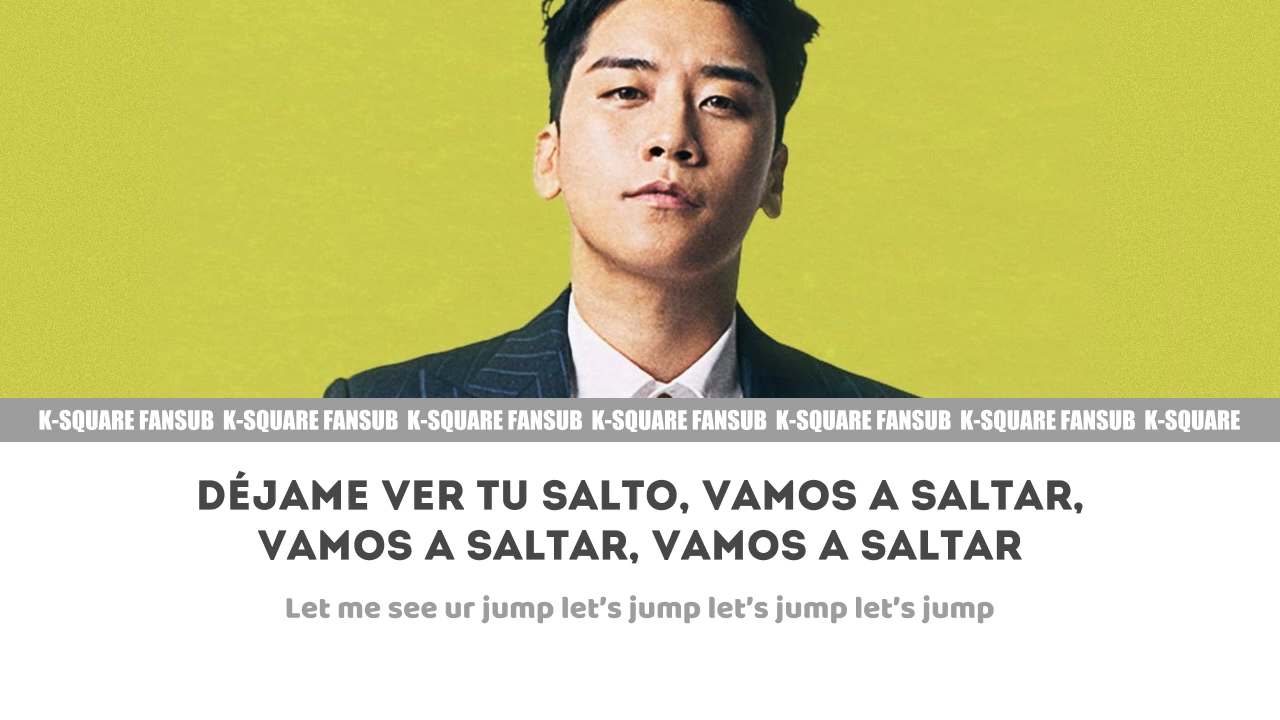 K-SQUARE FANSUB K-SQUARE FANSUB K-SQUARE FANSUB K-SQUARE FANSUB K-SQUARE FANSUB K-SQUARE FANSUB K-SQUARE
DÉJAME VER TU SALTO, VAMOS A SALTAR,
VAMOS A SALTAR, VAMOS A SALTAR
Let me see ur jump let's jump let's jump let's jump